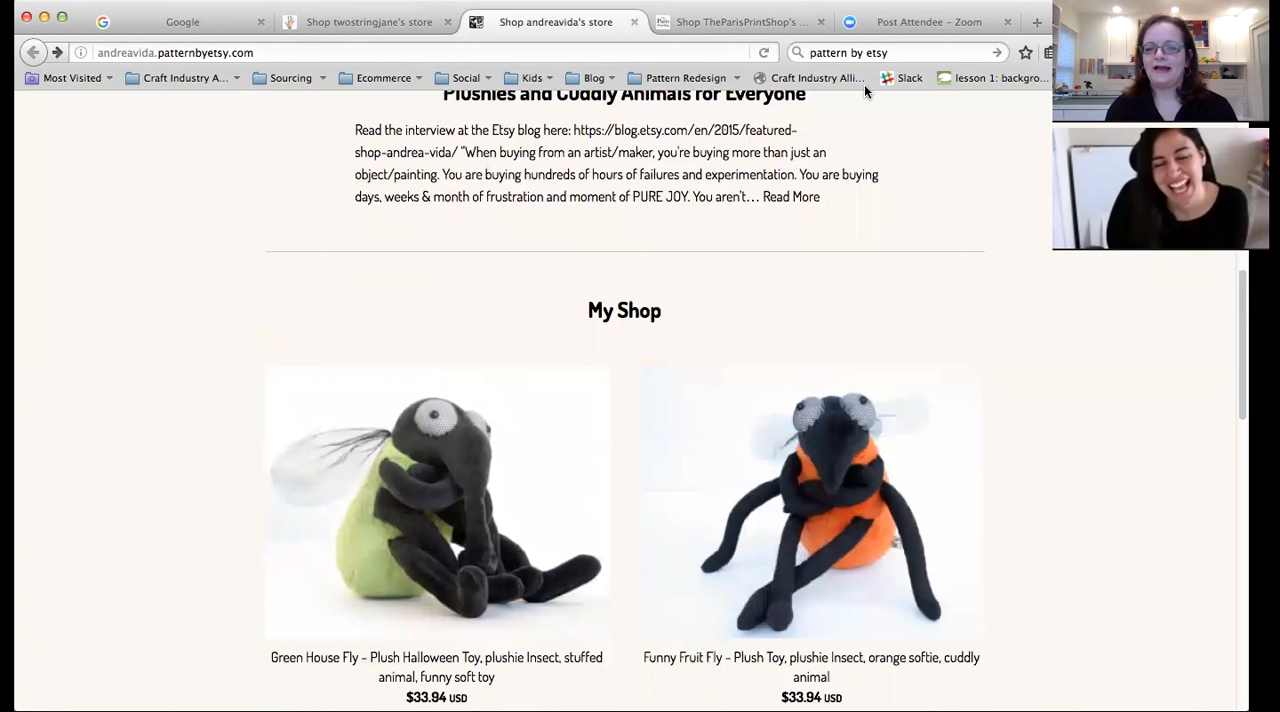 Google
Shop twostringjane's store
Shop andreavida's store
Shop TheParisPrintShop's ...
Post Attendee – Zoom
andreavida.patternbyetsy.com
pattern by etsy
Most Visited
Craft Industry A...
Sourcing
Ecommerce
Social
Kids
Blog
Pattern Redesign
Craft Industry Alli...
Slack
lesson 1: backgro...
Plushies and Cuddly Animals for Everyone
Read the interview at the Etsy blog here: https://blog.etsy.com/en/2015/featured-
shop-andrea-vida/ "When buying from an artist/maker, you're buying more than just an
object/painting. You are buying hundreds of hours of failures and experimentation. You are buying
days, weeks & month of frustration and moment of PURE JOY. You aren't... Read More
My Shop
Green House Fly - Plush Halloween Toy, plushie Insect, stuffed
animal, funny soft toy
$33.94 USD
Funny Fruit Fly - Plush Toy, plushie Insect, orange softie, cuddly
animal
$33.94 USD